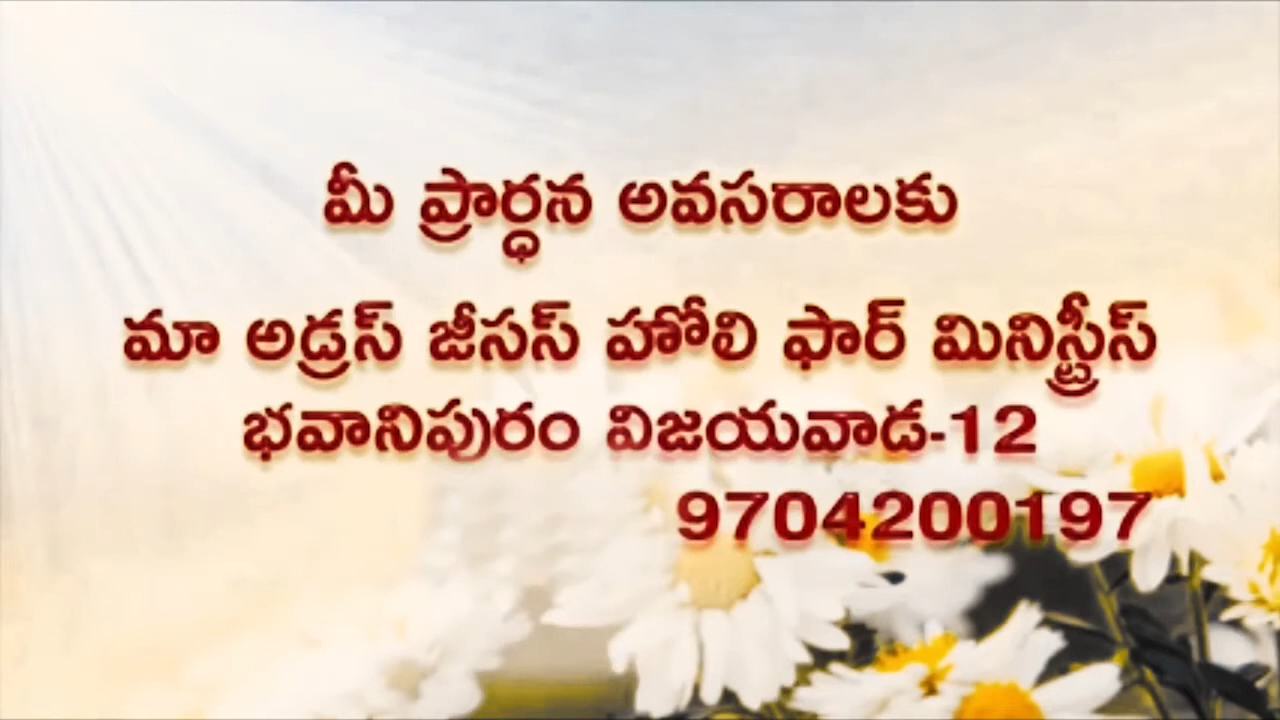 మీ ప్రార్ధన అవసరాలకు
మా అడ్రస్ జీసస్ హోలి ఫార్ మినిస్ట్రీస్
భవానిపురం విజయవాడ-12
9704200197